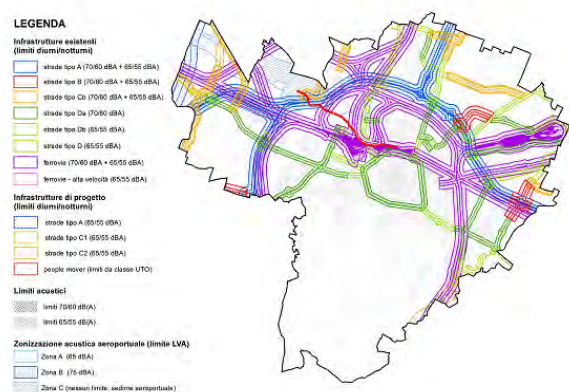 LEGENDA
Infrastrutture esistenti
(limiti diurni/notturni)
strade tipo A (70/60 dBA + 65/55 dBA)
strade tipo B (70/60 dBA + 65/55 dBA)
strade tipo Cb (70/60 dBA + 65/55 dBA)
strade tipo Da (70/60 dBA)
strade tipo Db (65/55 dBA)
strade tipo D (65/55 dBA)
ferrovie (70/60 dBA + 65/55 dBA)
ferrovie - alta velocità (65/55 dBA)
Infrastrutture di progetto
(limiti diurni/notturni)
strade tipo A (65/55 dBA)
strade tipo C1 (65/55 dBA)
strade tipo C2 (65/55 dBA)
people mover (limiti da classe UTO)
Limiti acustici
limiti 70/60 dB(A)
limiti 65/55 dB(A)
Zonizzazione acustica aeroportuale (limite LVA)
Zona A (65 dBA)
Zona B (75 dBA)
Zona C (nessun limite, sedime aeroportuale)